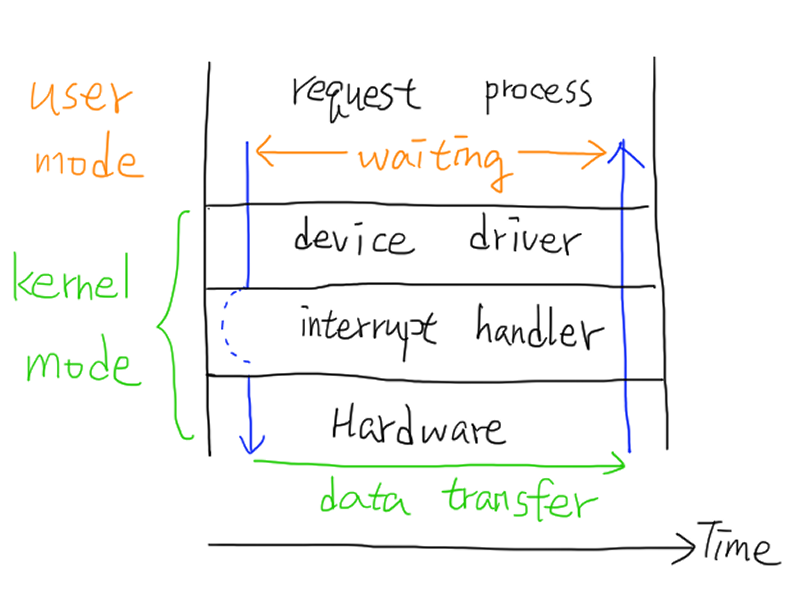 user
mode
request process
waiting
kernel
mode
device driver
interrupt handler
Hardware
data transfer
Time